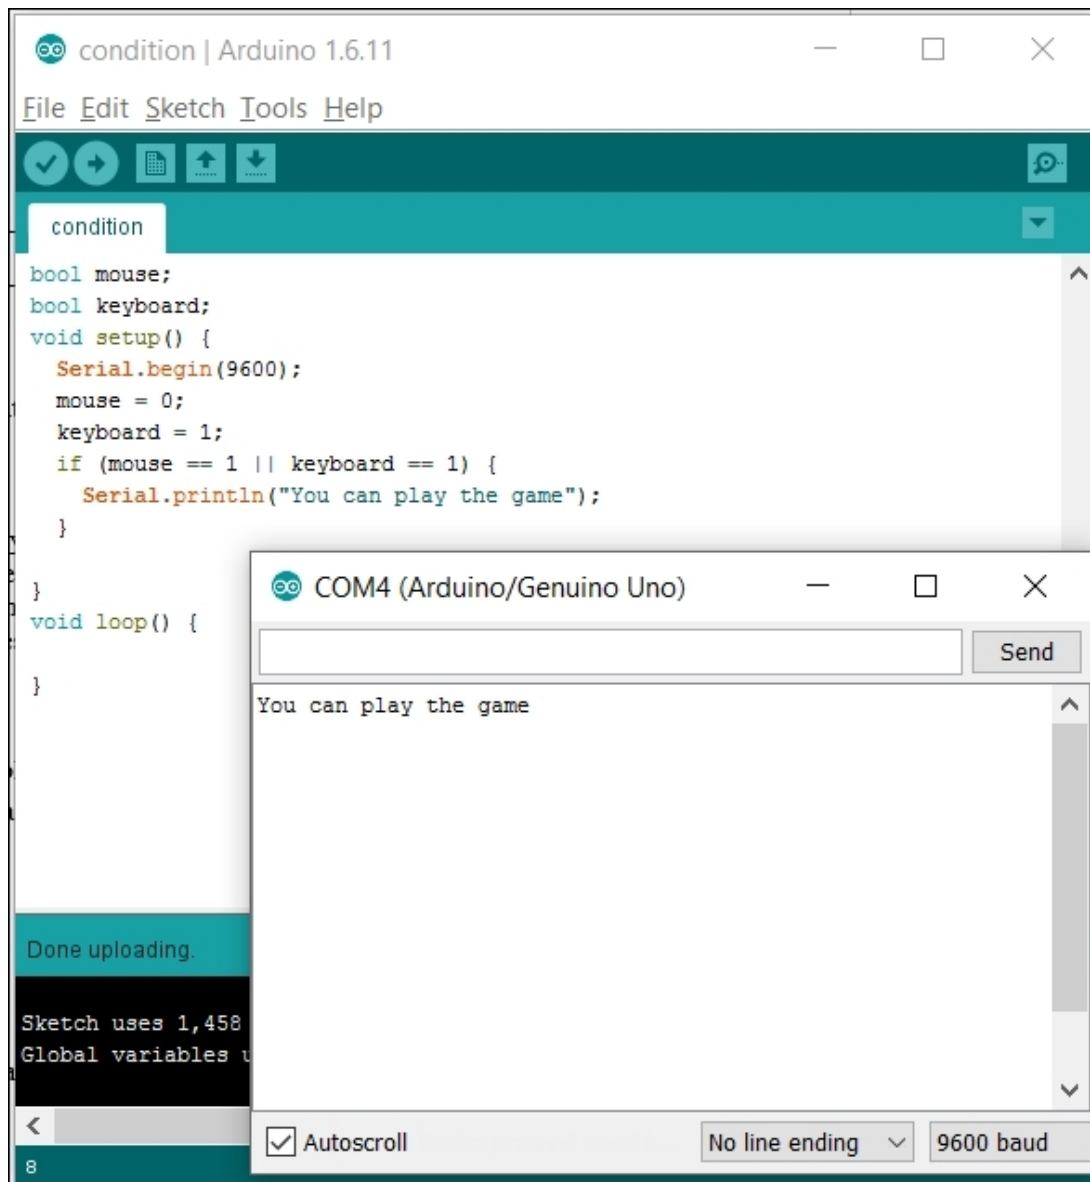 condition | Arduino 1.6.11
File Edit Sketch Tools Help
condition
bool mouse;
bool keyboard;
void setup() {
  Serial.begin(9600);
  mouse = 0;
  keyboard = 1;
  if (mouse == 1 || keyboard == 1) {
    Serial.println("You can play the game");
  }
}
void loop() {
}
COM4 (Arduino/Genuino Uno)
Send
You can play the game
Done uploading.
Sketch uses 1,458
Global variables
Autoscroll
No line ending
9600 baud
8